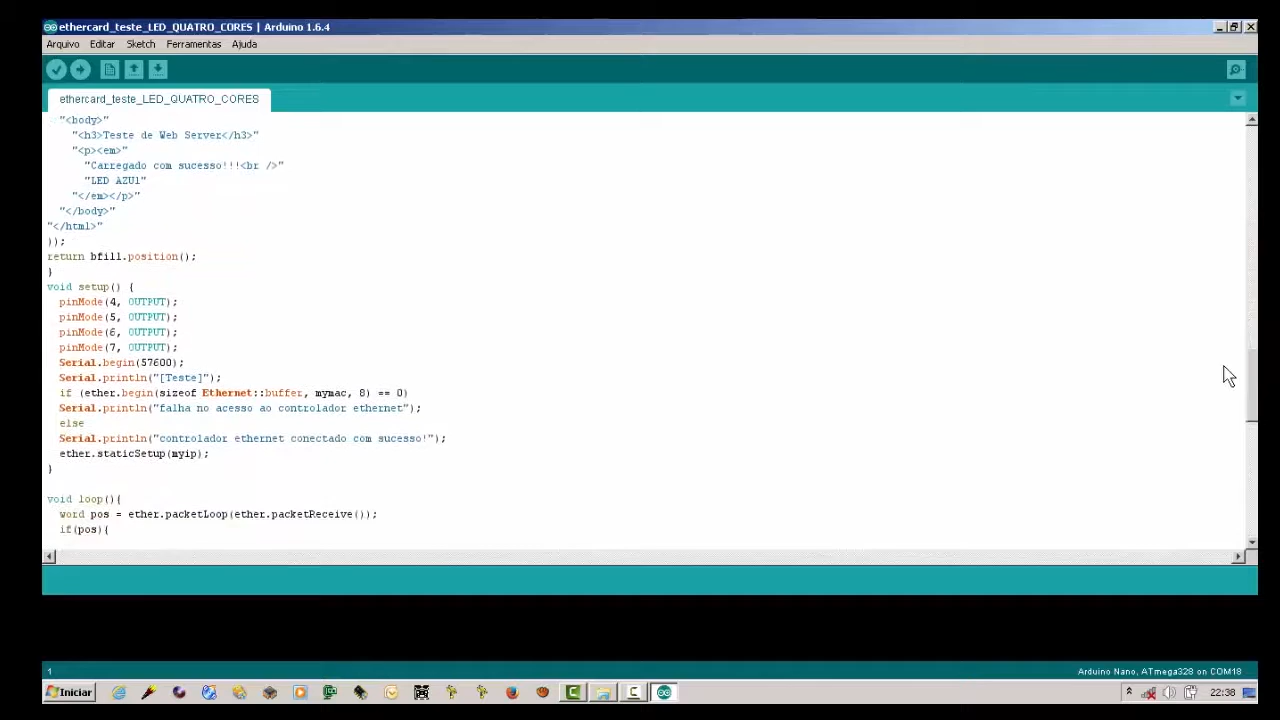 ethercard_teste_LED_QUATRO_CORES | Arduino 1.6.4
Arquivo Editar Sketch Ferramentas Ajuda
ethercard_teste_LED_QUATRO_CORES
"<body>"
"<h3>Teste de Web Server</h3>"
"<p><em>"
"Carregado com sucesso!!!<br />"
"LED AZUl"
"</em></p>"
"</body>"
"</html>"
));
return bfill.position();
}
void setup() {
pinMode(4, OUTPUT);
pinMode(5, OUTPUT);
pinMode(6, OUTPUT);
pinMode(7, OUTPUT);
Serial.begin(57600);
Serial.println("[Teste]");
if (ether.begin(sizeof Ethernet::buffer, mymac, 8) == 0)
Serial.println("falha no acesso ao controlador ethernet");
else
Serial.println("controlador ethernet conectado com sucesso!");
ether.staticSetup(myip);
}
void loop(){
word pos = ether.packetLoop(ether.packetReceive());
if(pos){
1
Arduino Nano, ATmega328 on COM18
Iniciar
22:38